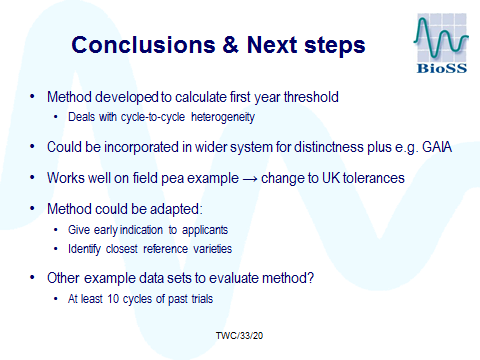 Conclusions & Next steps
BioSS
• Method developed to calculate first year threshold
• Deals with cycle-to-cycle heterogeneity
• Could be incorporated in wider system for distinctness plus e.g. GAIA
• Works well on field pea example → change to UK tolerances
• Method could be adapted:
• Give early indication to applicants
• Identify closest reference varieties
• Other example data sets to evaluate method?
• At least 10 cycles of past trials
TWC/33/20